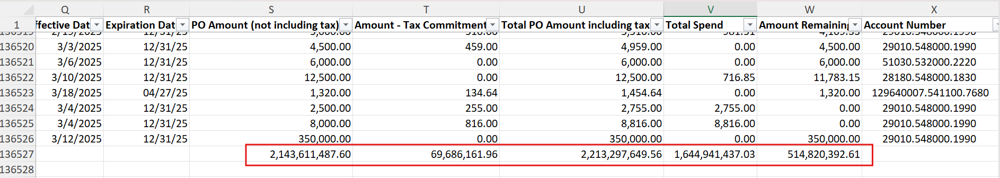 Q R S T U V W X
1 ffective Dat Expiration Dat PO Amount (not including tax) Amount - Tax Commitment Total PO Amount including tax Total Spend Amount Remaining Account Number
136520 3/3/2025 12/31/25 4,500.00 459.00 4,959.00 0.00 4,500.00 29010.548000.1990
136521 3/6/2025 12/31/25 6,000.00 0.00 6,000.00 0.00 6,000.00 51030.532000.2220
136522 3/10/2025 12/31/25 12,500.00 0.00 12,500.00 716.85 11,783.15 28180.548000.1830
136523 3/18/2025 04/27/25 1,320.00 134.64 1,454.64 0.00 1,320.00 129640007.541100.7680
136524 3/4/2025 12/31/25 2,500.00 255.00 2,755.00 2,755.00 0.00 29010.548000.1990
136525 3/4/2025 12/31/25 8,000.00 816.00 8,816.00 8,816.00 0.00 29010.548000.1990
136526 3/12/2025 12/31/25 350,000.00 0.00 350,000.00 0.00 350,000.00 29010.548000.1990
136527 2,143,611,487.60 69,686,161.96 2,213,297,649.56 1,644,941,437.03 514,820,392.61
136528